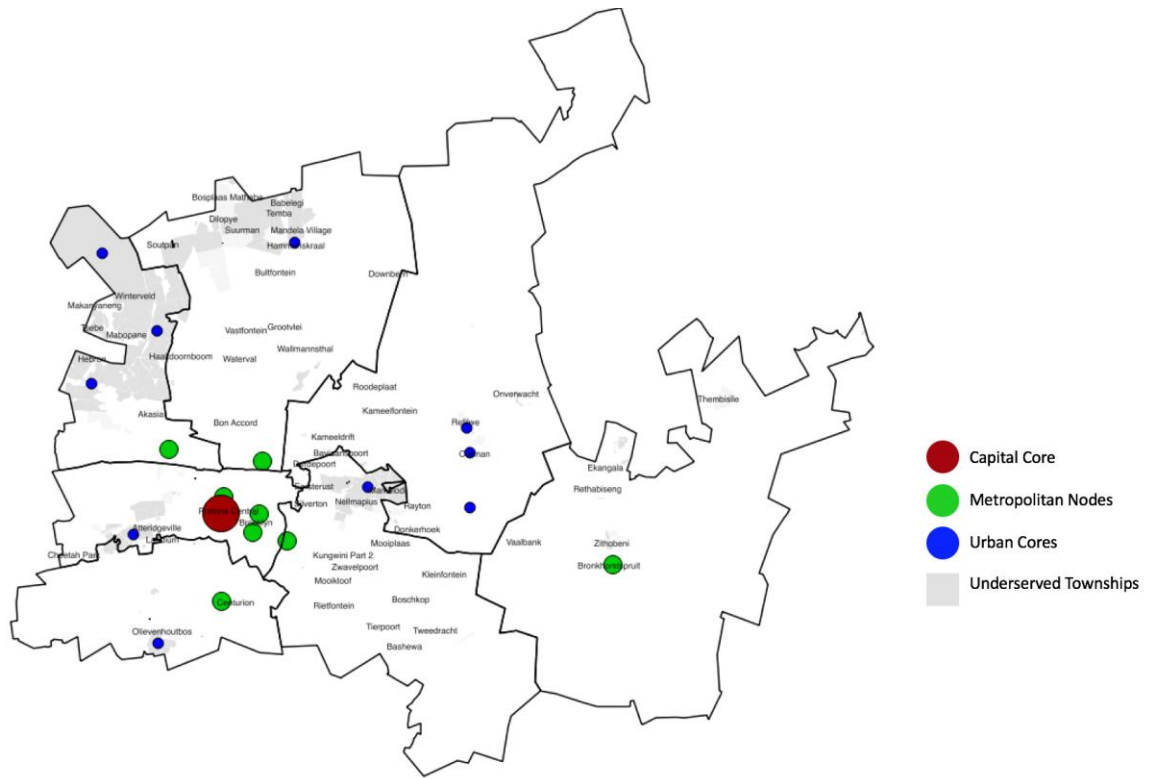 Bosplaas Mathibe
Babelegi
Temba
Dilopye
Suurman
Mandela Village
Soutpan
Hammanskraal
Bultfontein
Downbern
Winterveld
Makanyaneng
Tsebe
Mabopane
Vastfontein
Grootvlei
Wallmannsthal
Hebron
Haakdoornboom
Waterval
Roodeplaat
Onverwacht
Thembisile
Kameelfontein
Akasia
Bon Accord
Refilwe
Kameeldrift
Baviaanspoort
Cullinan
Capital Core
Derdepoort
Ekangala
Eersterust
Mamelodi
Rethabiseng
Metropolitan Nodes
Silverton
Nellmapius
Rayton
Pretoria Central
Brooklyn
Atteridgeville
Donkerhoek
Laudium
Mooiplaas
Vaalbank
Zithobeni
Urban Cores
Cheetah Park
Kungwini Part 2
Zwavelpoort
Bronkhorstspruit
Mooikloof
Kleinfontein
Underserved Townships
Centurion
Rietfontein
Boschkop
Olievenhoutbos
Tierpoort
Tweedracht
Bashewa